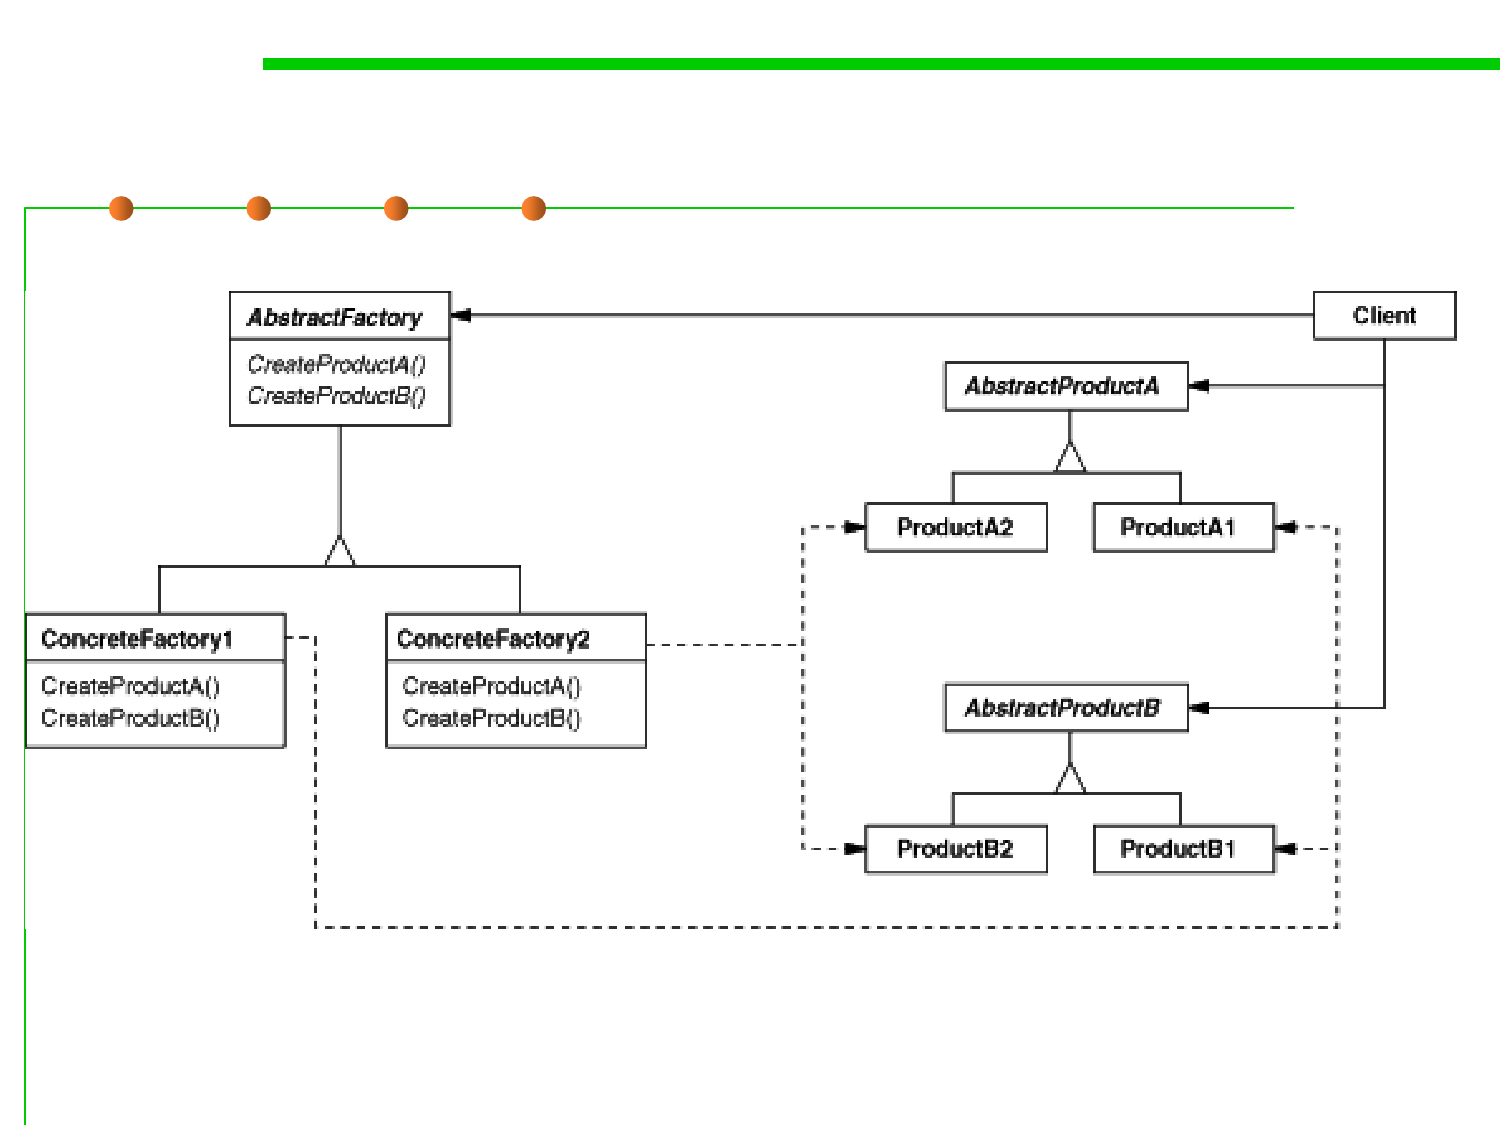 AbstractFactory
CreateProductA()
CreateProductB()
Client
AbstractProductA
ProductA2
ProductA1
ConcreteFactory1
CreateProductA()
CreateProductB()
ConcreteFactory2
CreateProductA()
CreateProductB()
AbstractProductB
ProductB2
ProductB1